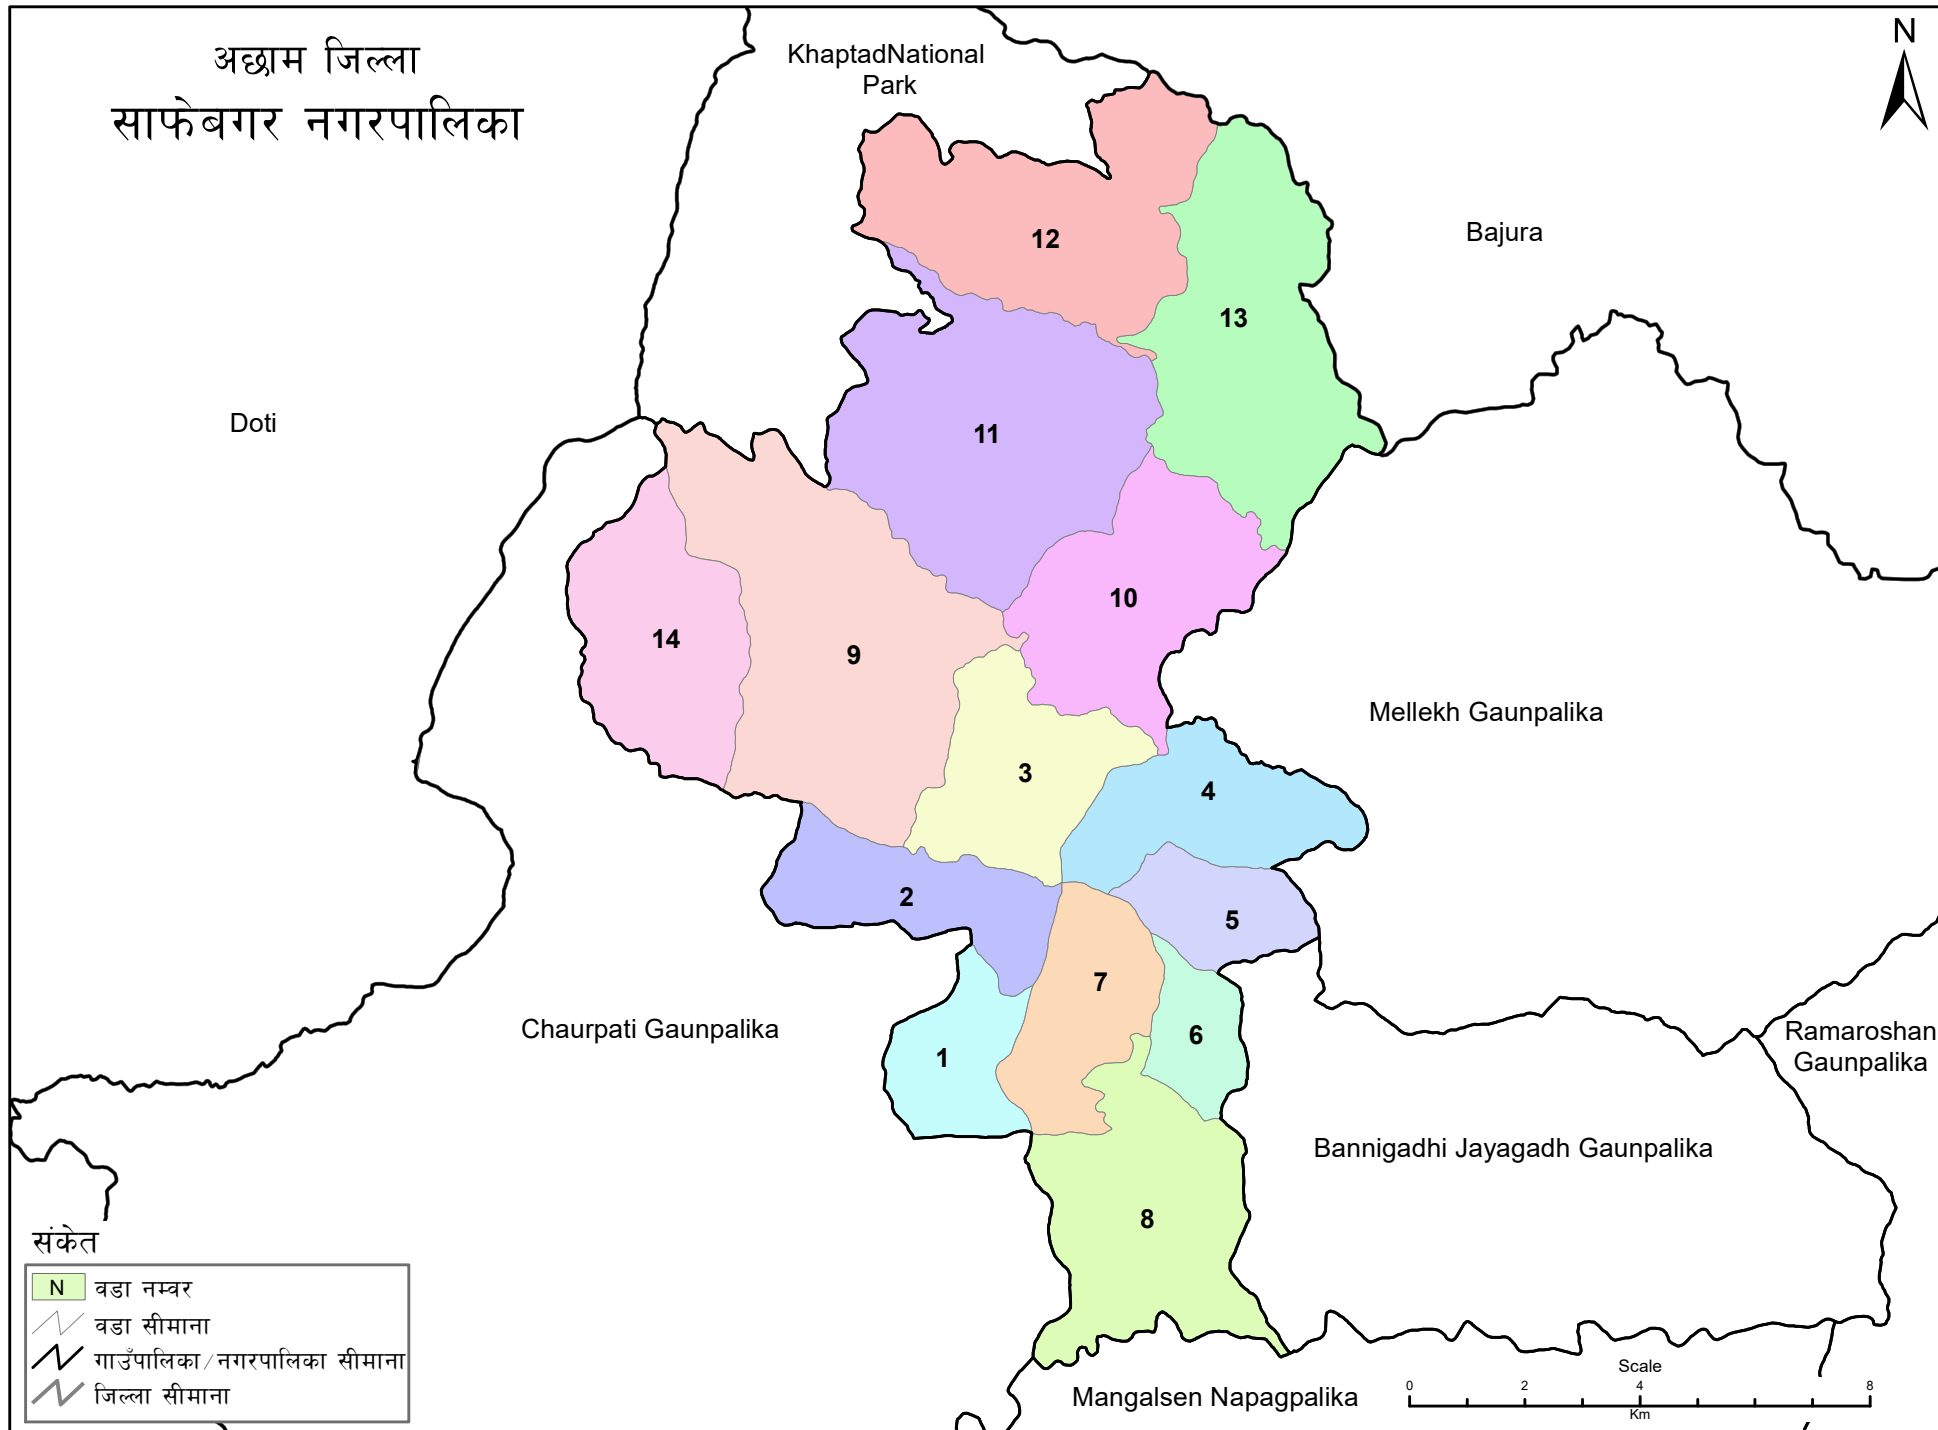 अछाम जिल्ला
साफेबगर नगरपालिका
KhaptadNational
Park
N
Bajura
Doti
12
13
11
10
14
9
Mellekh Gaunpalika
3
4
2
5
7
Chaurpati Gaunpalika
1
6
Ramaroshan
Gaunpalika
Bannigadhi Jayagadh Gaunpalika
8
संकेत
N वडा नम्वर
वडा सीमाना
गाउँपालिका/नगरपालिका सीमाना
जिल्ला सीमाना
Mangalsen Napagpalika
Scale
0 2 4 8
Km